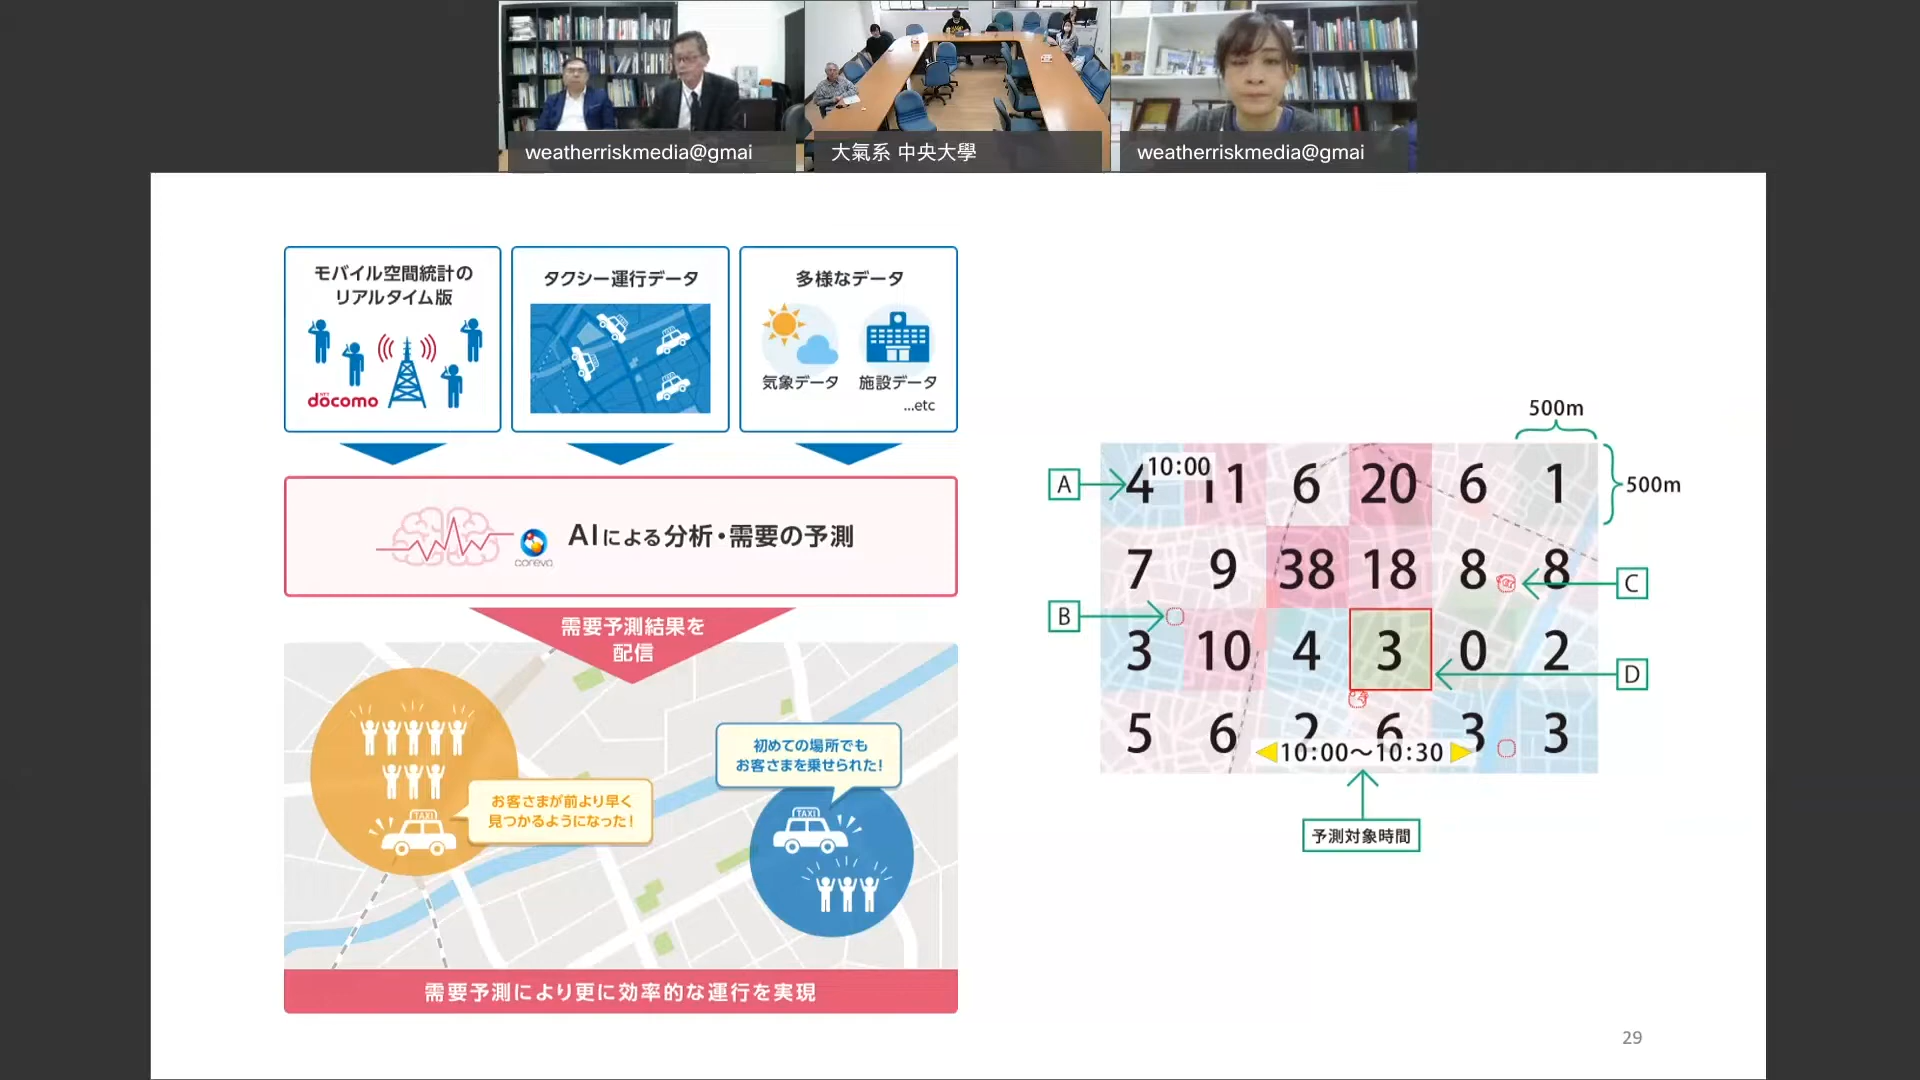 weatherriskmedia@gmai
大氣系 中央大學
weatherriskmedia@gmai
モバイル空間統計の
リアルタイム版
döcomo
タクシー運行データ
多様なデータ
気象データ
施設データ
...etc
corevo
AIによる分析・需要の予測
需要予測結果を
配信
お客さまが前より早く
見つかるようになった!
TAXI
初めての場所でも
お客さまを乗せられた!
TAXI
需要予測により更に効率的な運行を実現
500m
500m
10:00
A
4 11 6 20 6 1
7 9 38 18 8 8
C
B
3 10 4 3 0 2
D
5 6 2 6 3 3
10:00～10:30
予測対象時間
29